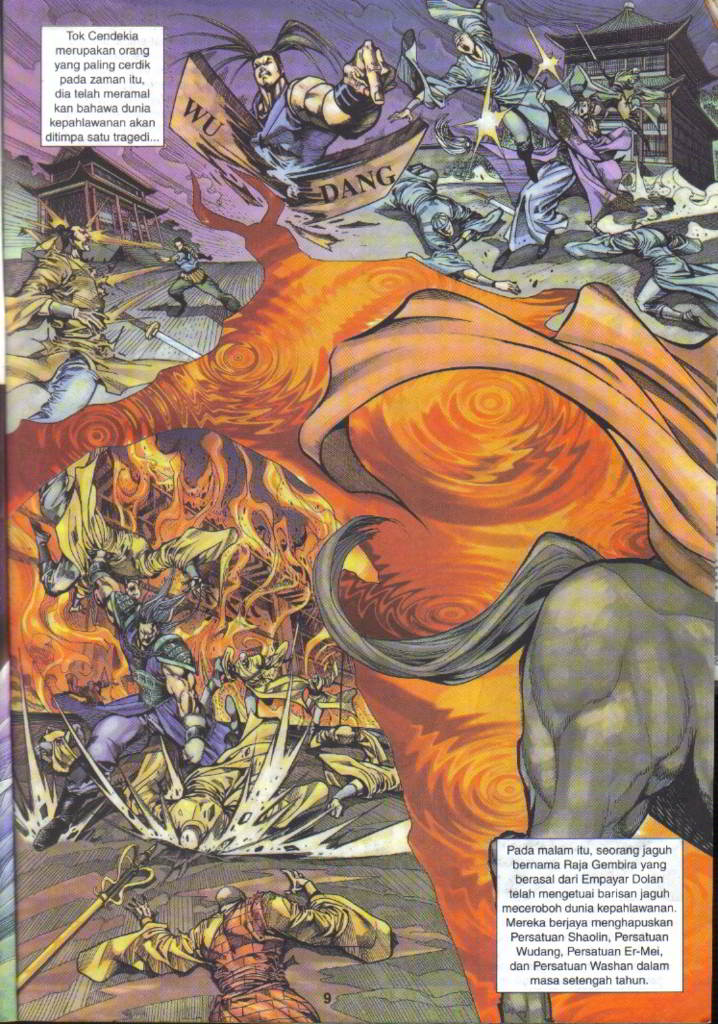 Tok Cendekia
merupakan orang
yang paling cerdik
pada zaman itu,
dia telah meramal
kan bahawa dunia
kepahlawanan akan
ditimpa satu tragedi...
WU
DANG
Pada malam itu, seorang jaguh
bernama Raja Gembira yang
berasal dari Empayar Dolan
telah mengetuai barisan jaguh
meceroboh dunia kepahlawanan.
Mereka berjaya menghapuskan
Persatuan Shaolin, Persatuan
Wudang, Persatuan Er-Mei,
dan Persatuan Washan dalam
masa setengah tahun.
9